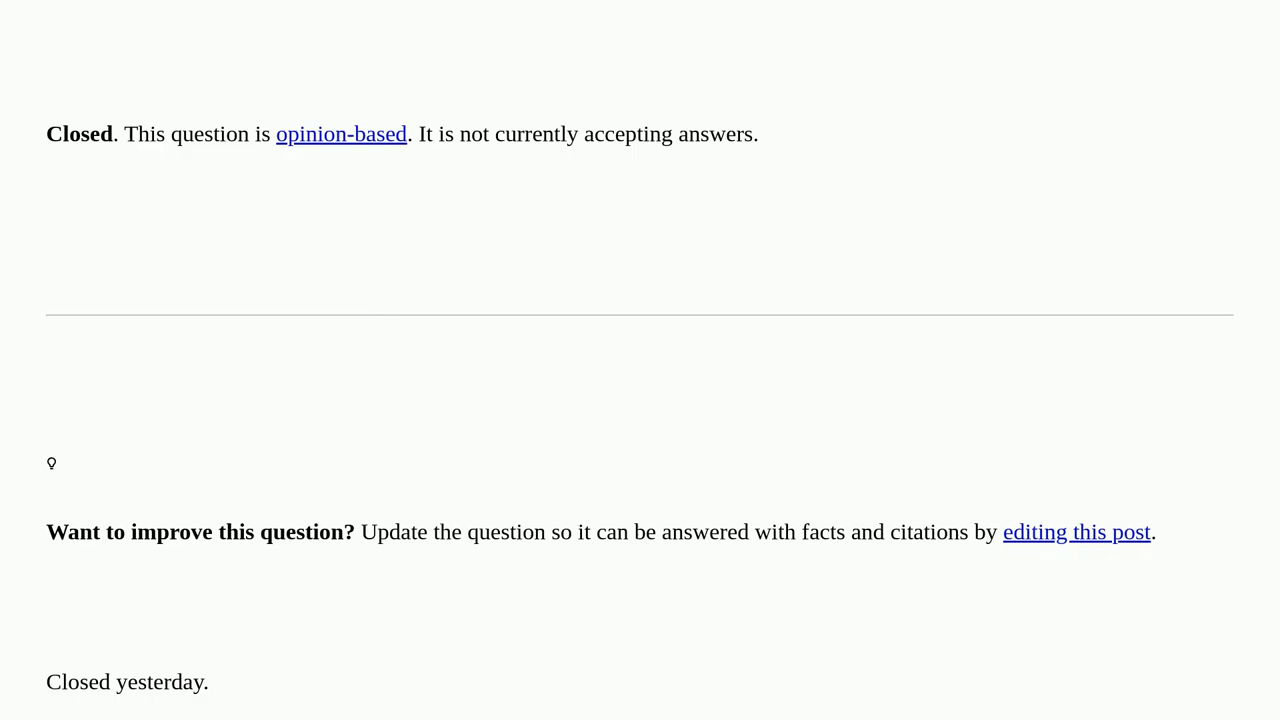 Closed. This question is opinion-based. It is not currently accepting answers.
Want to improve this question? Update the question so it can be answered with facts and citations by editing this post.
Closed yesterday.